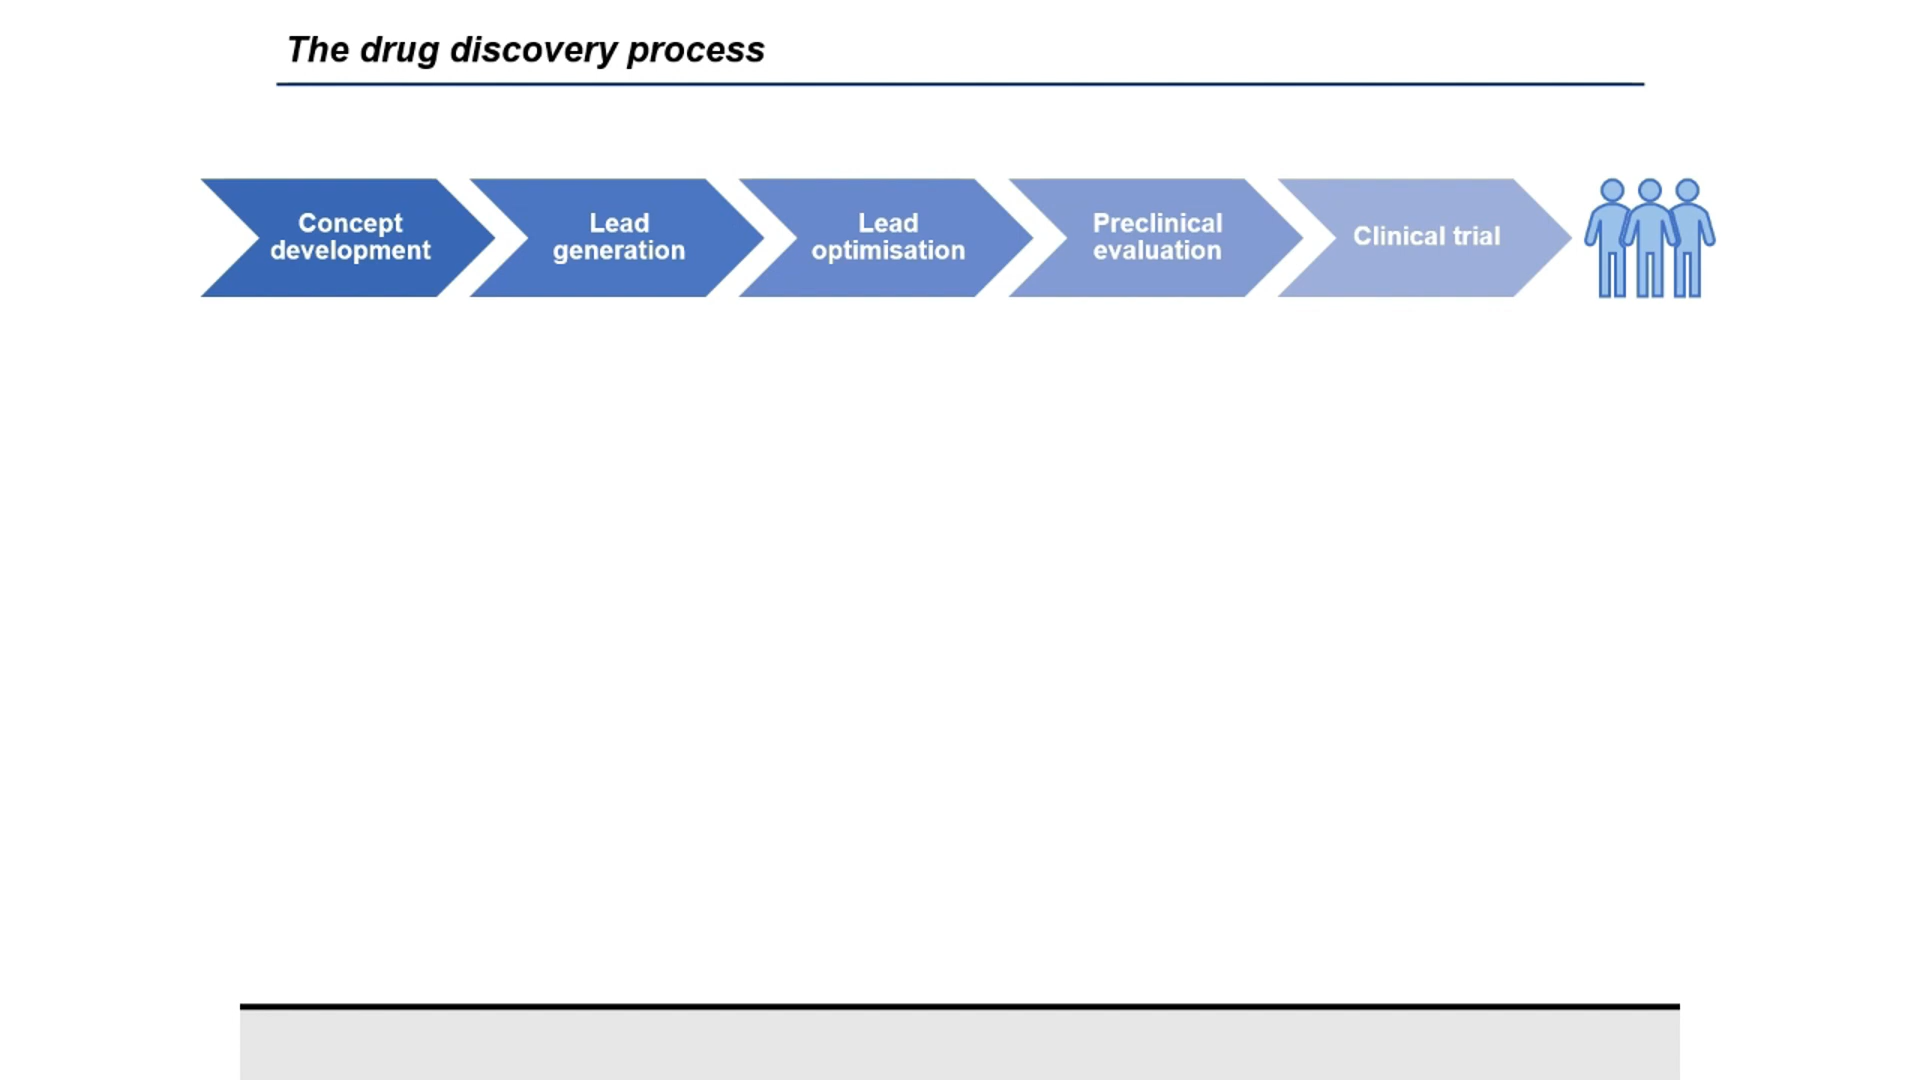 The drug discovery process
Concept
development
Lead
generation
Lead
optimisation
Preclinical
evaluation
Clinical trial